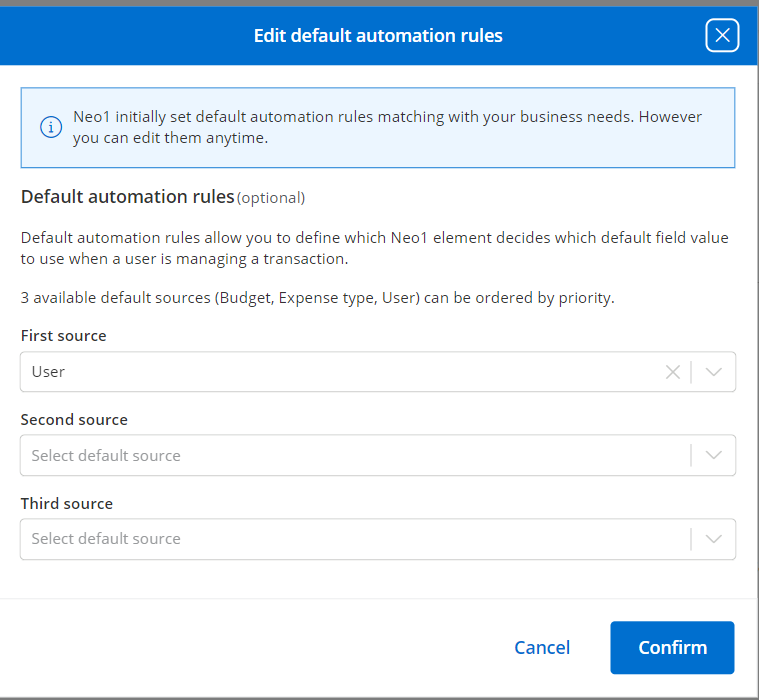 Edit default automation rules
Neo1 initially set default automation rules matching with your business needs. However
you can edit them anytime.
Default automation rules (optional)
Default automation rules allow you to define which Neo1 element decides which default field value
to use when a user is managing a transaction.
3 available default sources (Budget, Expense type, User) can be ordered by priority.
First source
User
Second source
Select default source
Third source
Select default source
Cancel Confirm